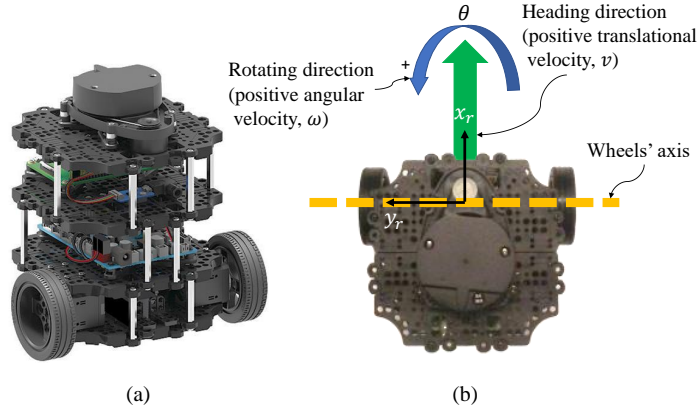 θ
Heading direction
(positive translational
velocity, v)
+
Rotating direction
(positive angular
velocity, ω)
x_r
Wheels' axis
y_r
(a)
(b)